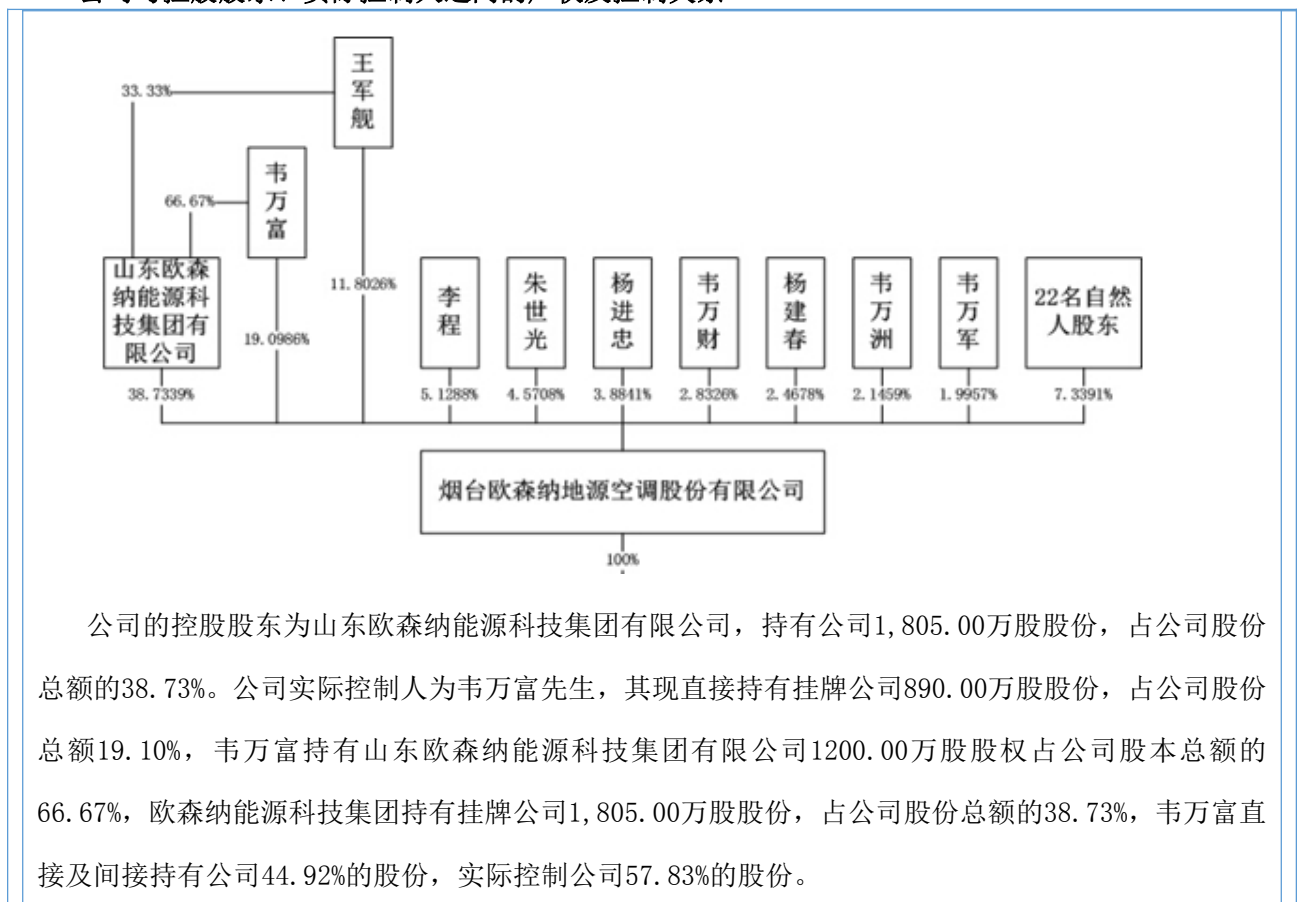 王军舰
33.33%
韦万富
66.67%
山东欧森
纳能源科
技集团有
限公司
11.8026%
19.0986%
李程
朱世光
杨进忠
韦万财
杨建春
韦万洲
韦万军
22名自然
人股东
38.7339%
5.1288%
4.5708%
3.8841%
2.8326%
2.4678%
2.1459%
1.9957%
7.3391%
烟台欧森纳地源空调股份有限公司
100%
公司的控股股东为山东欧森纳能源科技集团有限公司，持有公司1,805.00万股股份，占公司股份
总额的38.73%。公司实际控制人为韦万富先生，其现直接持有挂牌公司890.00万股股份，占公司股份
总额19.10%，韦万富持有山东欧森纳能源科技集团有限公司1200.00万股股权占公司股本总额的
66.67%，欧森纳能源科技集团持有挂牌公司1,805.00万股股份，占公司股份总额的38.73%，韦万富直
接及间接持有公司44.92%的股份，实际控制公司57.83%的股份。